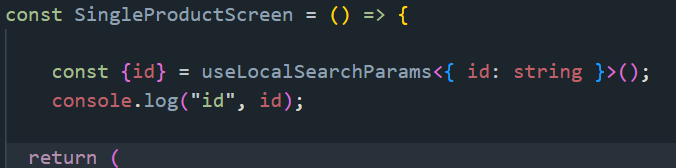 const SingleProductScreen = () => {
const {id} = useLocalSearchParams<{ id: string }>();
console.log("id", id);
return (